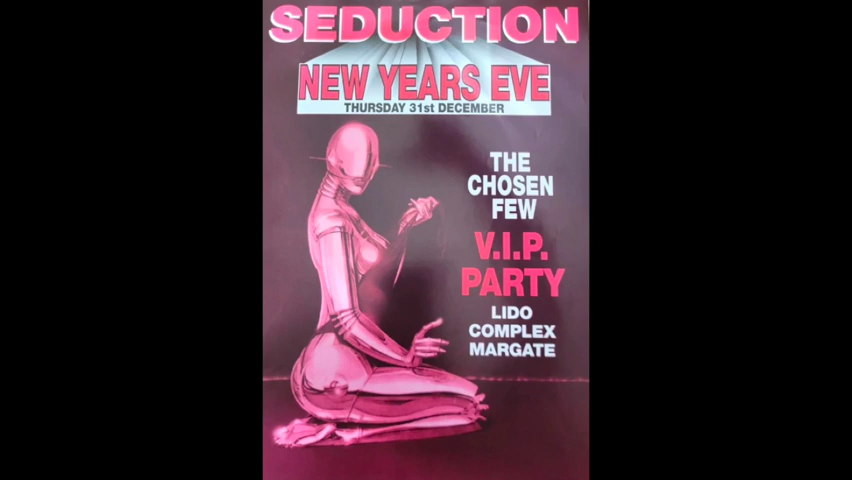 SEDUCTION
NEW YEARS EVE
THURSDAY 31st DECEMBER
THE
CHOSEN
FEW
V.I.P.
PARTY
LIDO
COMPLEX
MARGATE